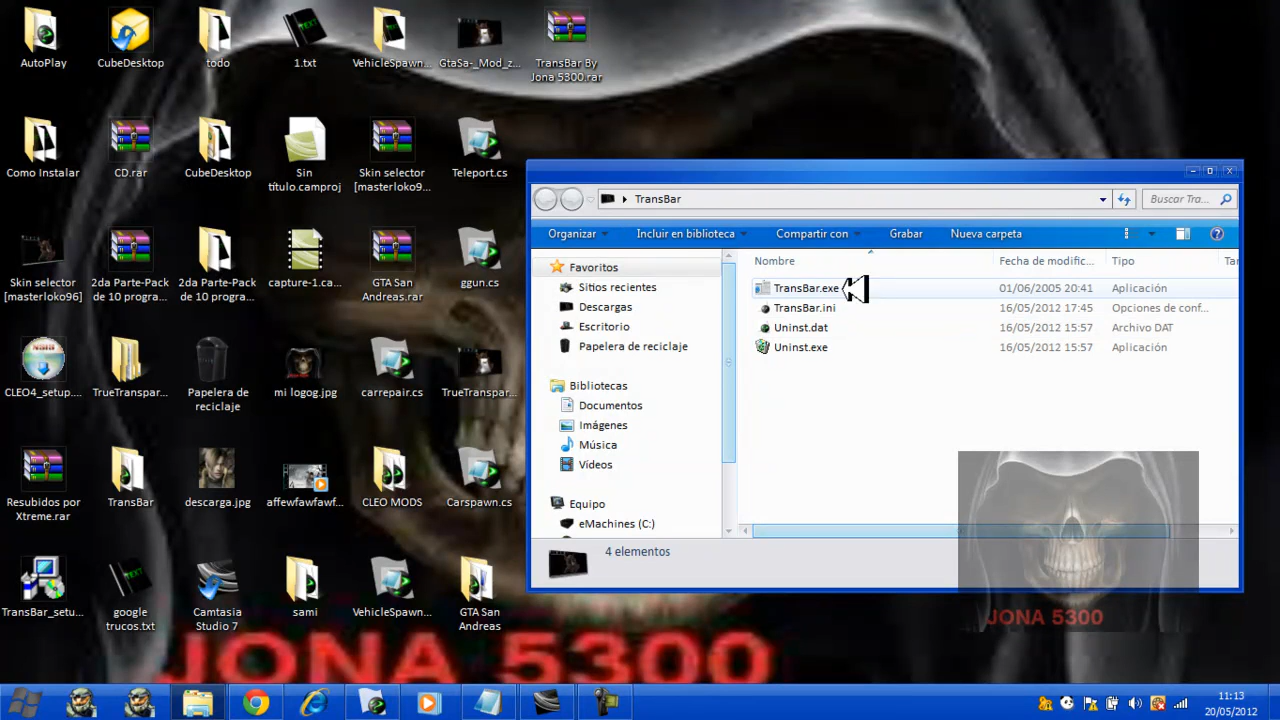 AutoPlay
CubeDesktop
todo
1.txt
VehicleSpawn...
GtaSa-_Mod_z...
TransBar By
Jona 5300.rar
Como Instalar
CD.rar
CubeDesktop
Sin
título.camproj
Skin selector
[masterloko9...
Teleport.cs
Skin selector
[masterloko96]
2da Parte-Pack
de 10 progra...
2da Parte-Pack
de 10 progra...
capture-1.ca...
GTA San
Andreas.rar
ggun.cs
CLEO4_setup....
TrueTranspar...
Papelera de
reciclaje
mi logog.jpg
carrepair.cs
TrueTranspar...
Resubidos por
Xtreme.rar
TransBar
descarga.jpg
affewfawfawf...
CLEO MODS
Carspawn.cs
TransBar_setu...
google
trucos.txt
Camtasia
Studio 7
sami
VehicleSpawn...
GTA San
Andreas
TransBar
Buscar Tra...
Organizar
Incluir en biblioteca
Compartir con
Grabar
Nueva carpeta
Favoritos
Sitios recientes
Descargas
Escritorio
Papelera de reciclaje
Bibliotecas
Documentos
Imágenes
Música
Vídeos
Equipo
eMachines (C:)
Nombre
Fecha de modific...
Tipo
Tar
TransBar.exe
01/06/2005 20:41
Aplicación
TransBar.ini
16/05/2012 17:45
Opciones de conf...
Uninst.dat
16/05/2012 15:57
Archivo DAT
Uninst.exe
16/05/2012 15:57
Aplicación
4 elementos
JONA 5300
JONA 5300
11:13
20/05/2012